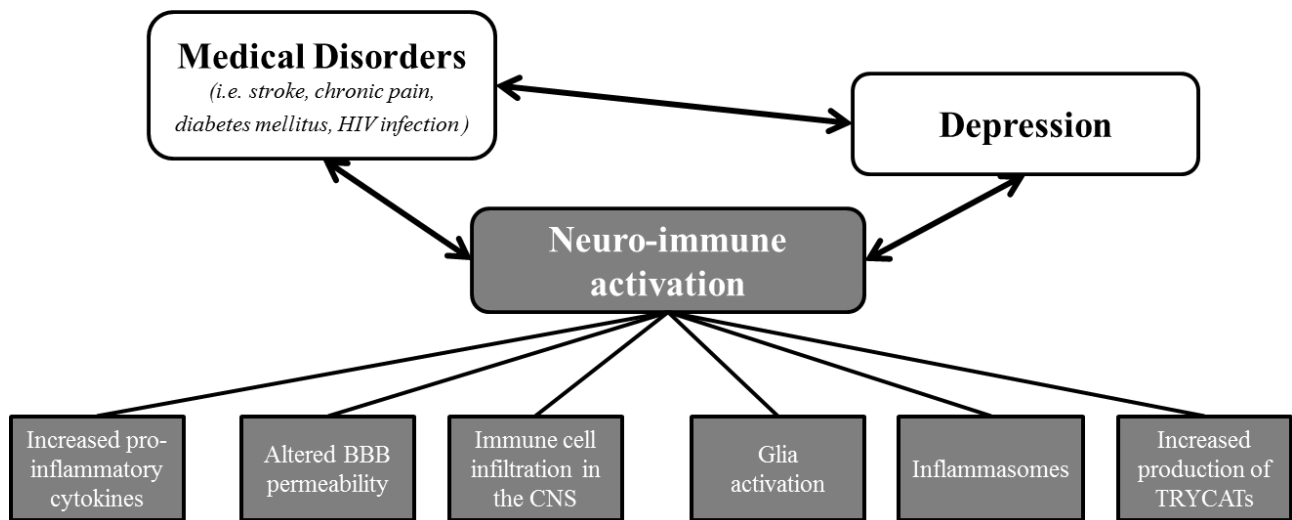 Medical Disorders
(i.e. stroke, chronic pain,
diabetes mellitus, HIV infection )
Depression
Neuro-immune
activation
Increased pro-
inflammatory
cytokines
Altered BBB
permeability
Immune cell
infiltration in
the CNS
Glia
activation
Inflammasomes
Increased
production of
TRYCATs